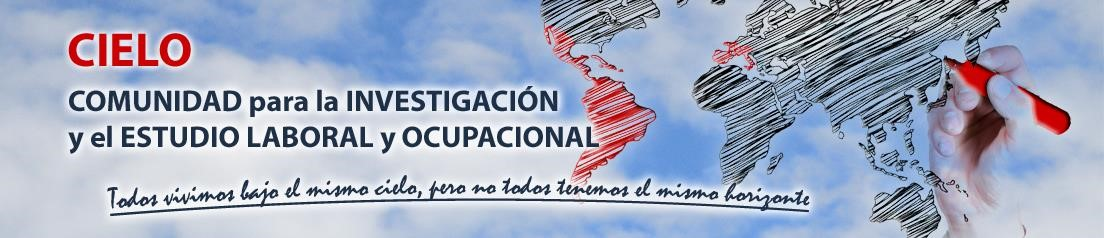 CIELO
COMUNIDAD para la INVESTIGACIÓN
y el ESTUDIO LABORAL y OCUPACIONAL
Todos vivimos bajo el mismo cielo, pero no todos tenemos el mismo horizonte